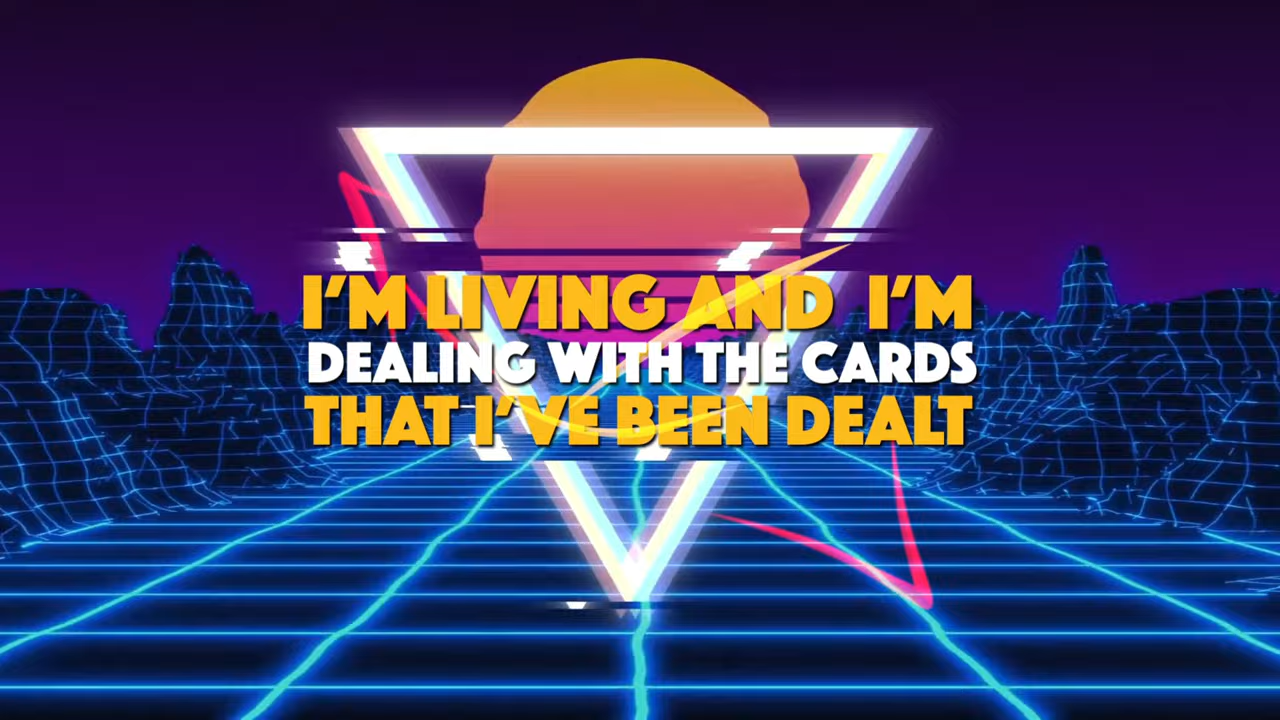 I'M LIVING AND I'M
DEALING WITH THE CARDS
THAT I'VE BEEN DEALT